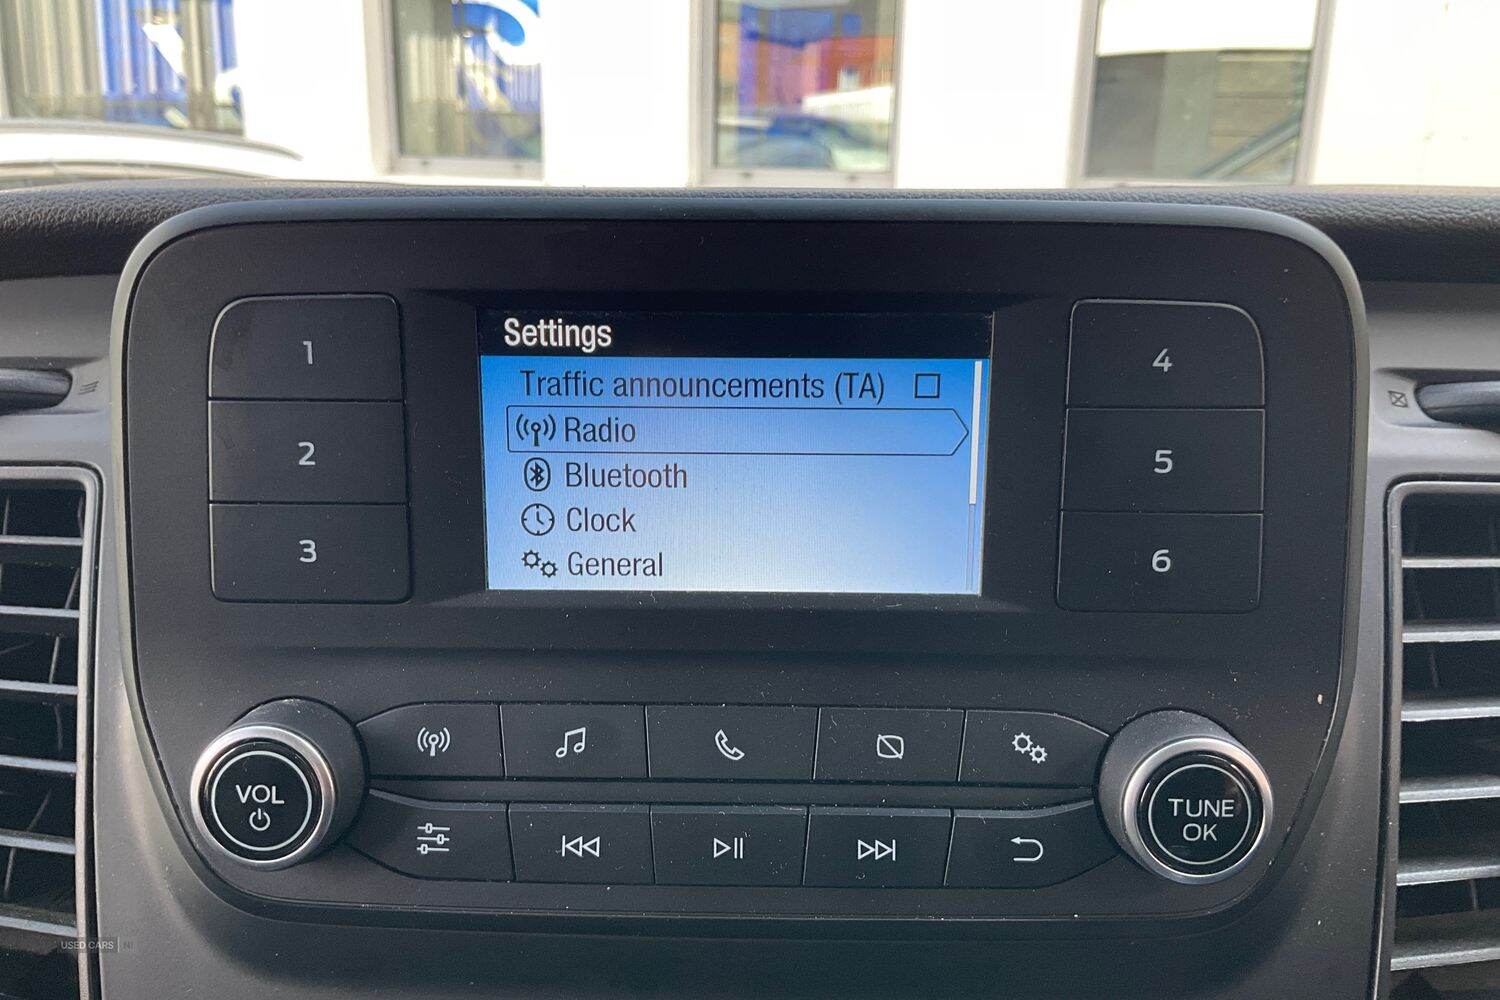 Settings
Traffic announcements (TA)
Radio
Bluetooth
Clock
General
1
2
3
4
5
6
VOL
TUNE
OK
USED CARS | NI